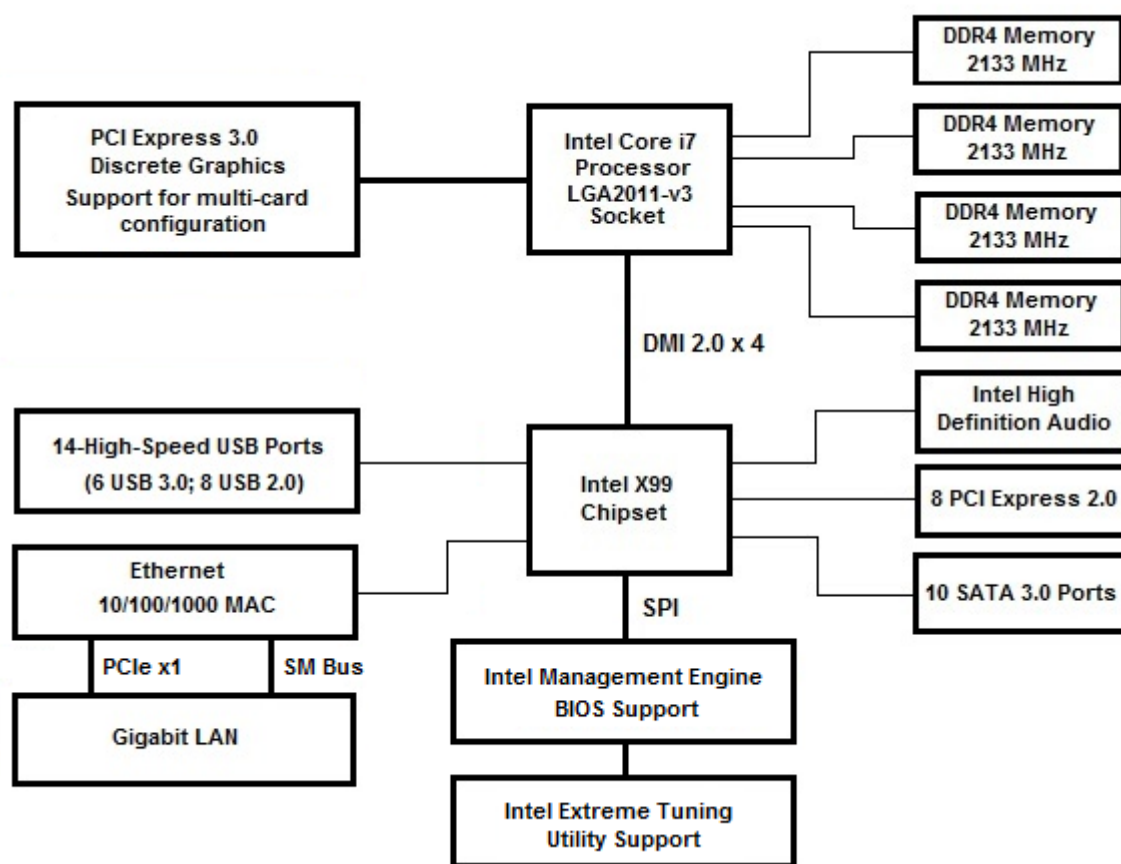 DDR4 Memory
2133 MHz
PCI Express 3.0
Discrete Graphics
Support for multi-card
configuration
Intel Core i7
Processor
LGA2011-v3
Socket
DDR4 Memory
2133 MHz
DDR4 Memory
2133 MHz
DDR4 Memory
2133 MHz
DMI 2.0 x 4
14-High-Speed USB Ports
(6 USB 3.0; 8 USB 2.0)
Intel X99
Chipset
Intel High
Definition Audio
8 PCI Express 2.0
10 SATA 3.0 Ports
Ethernet
10/100/1000 MAC
PCIe x1
SM Bus
Gigabit LAN
SPI
Intel Management Engine
BIOS Support
Intel Extreme Tuning
Utility Support